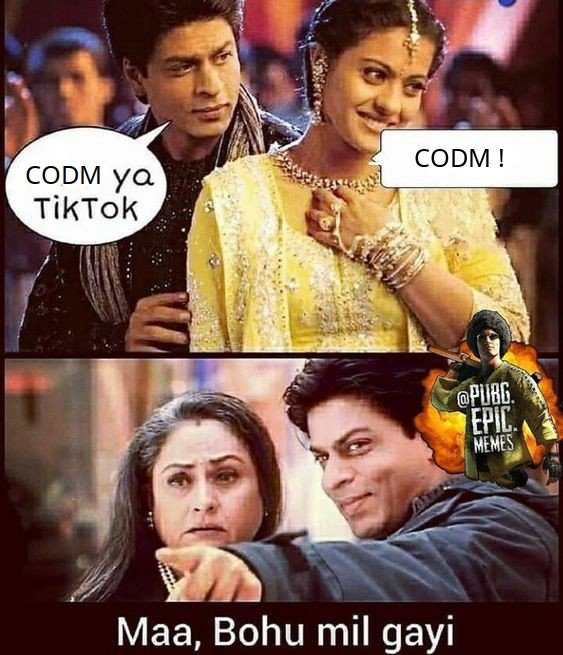 CODM ya
TikTok
CODM !
@PUBG.
EPIC.
MEMES
Maa, Bohu mil gayi